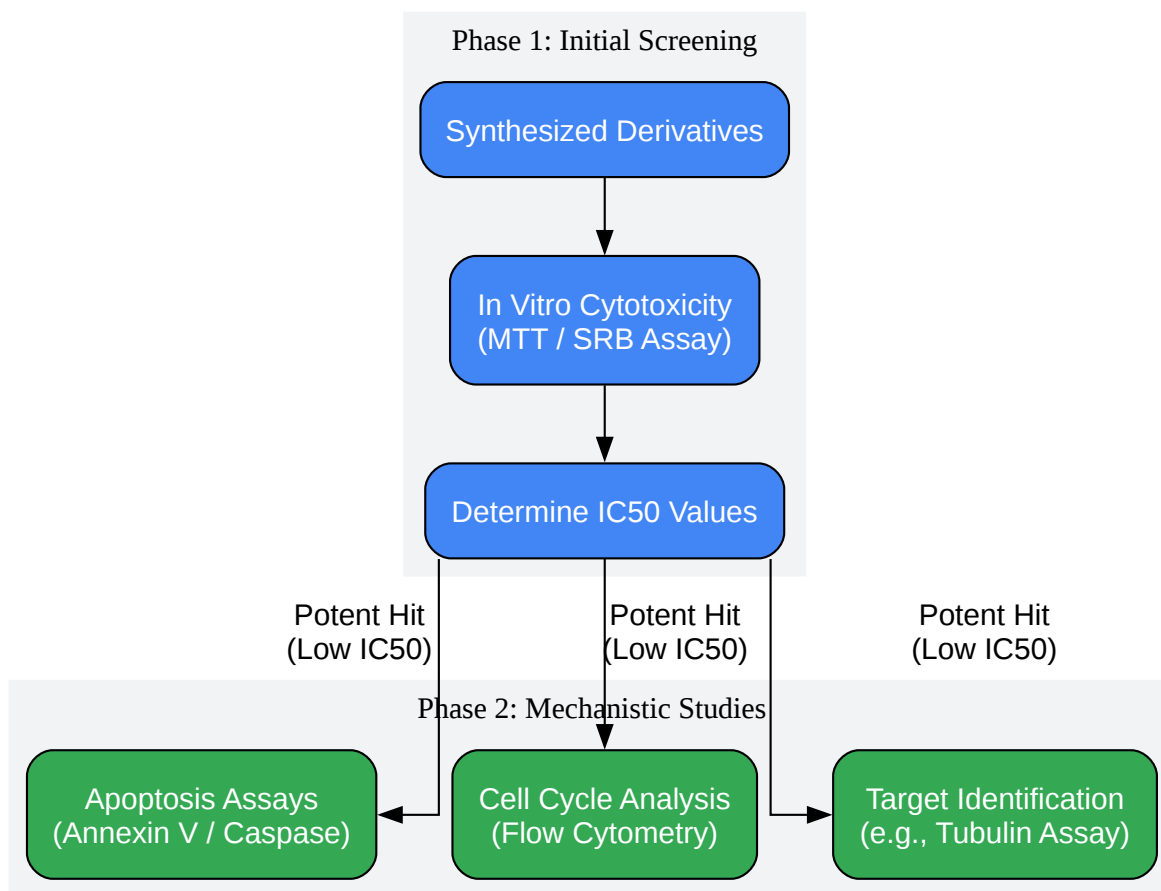 Phase 1: Initial Screening
Synthesized Derivatives
In Vitro Cytotoxicity
(MTT / SRB Assay)
Determine IC50 Values
Potent Hit
(Low IC50)
Potent Hit
(Low IC50)
Potent Hit
(Low IC50)
Phase 2: Mechanistic Studies
Apoptosis Assays
(Annexin V / Caspase)
Cell Cycle Analysis
(Flow Cytometry)
Target Identification
(e.g., Tubulin Assay)